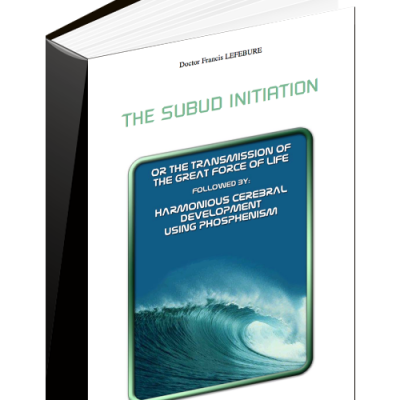 Doctor Francis LEFEBURE
THE SUBUD INITIATION
OR THE TRANSMISSION OF
THE GREAT FORCE OF LIFE
FOLLOWED BY:
HARMONIOUS CEREBRAL
DEVELOPMENT
USING PHOSPHENISM